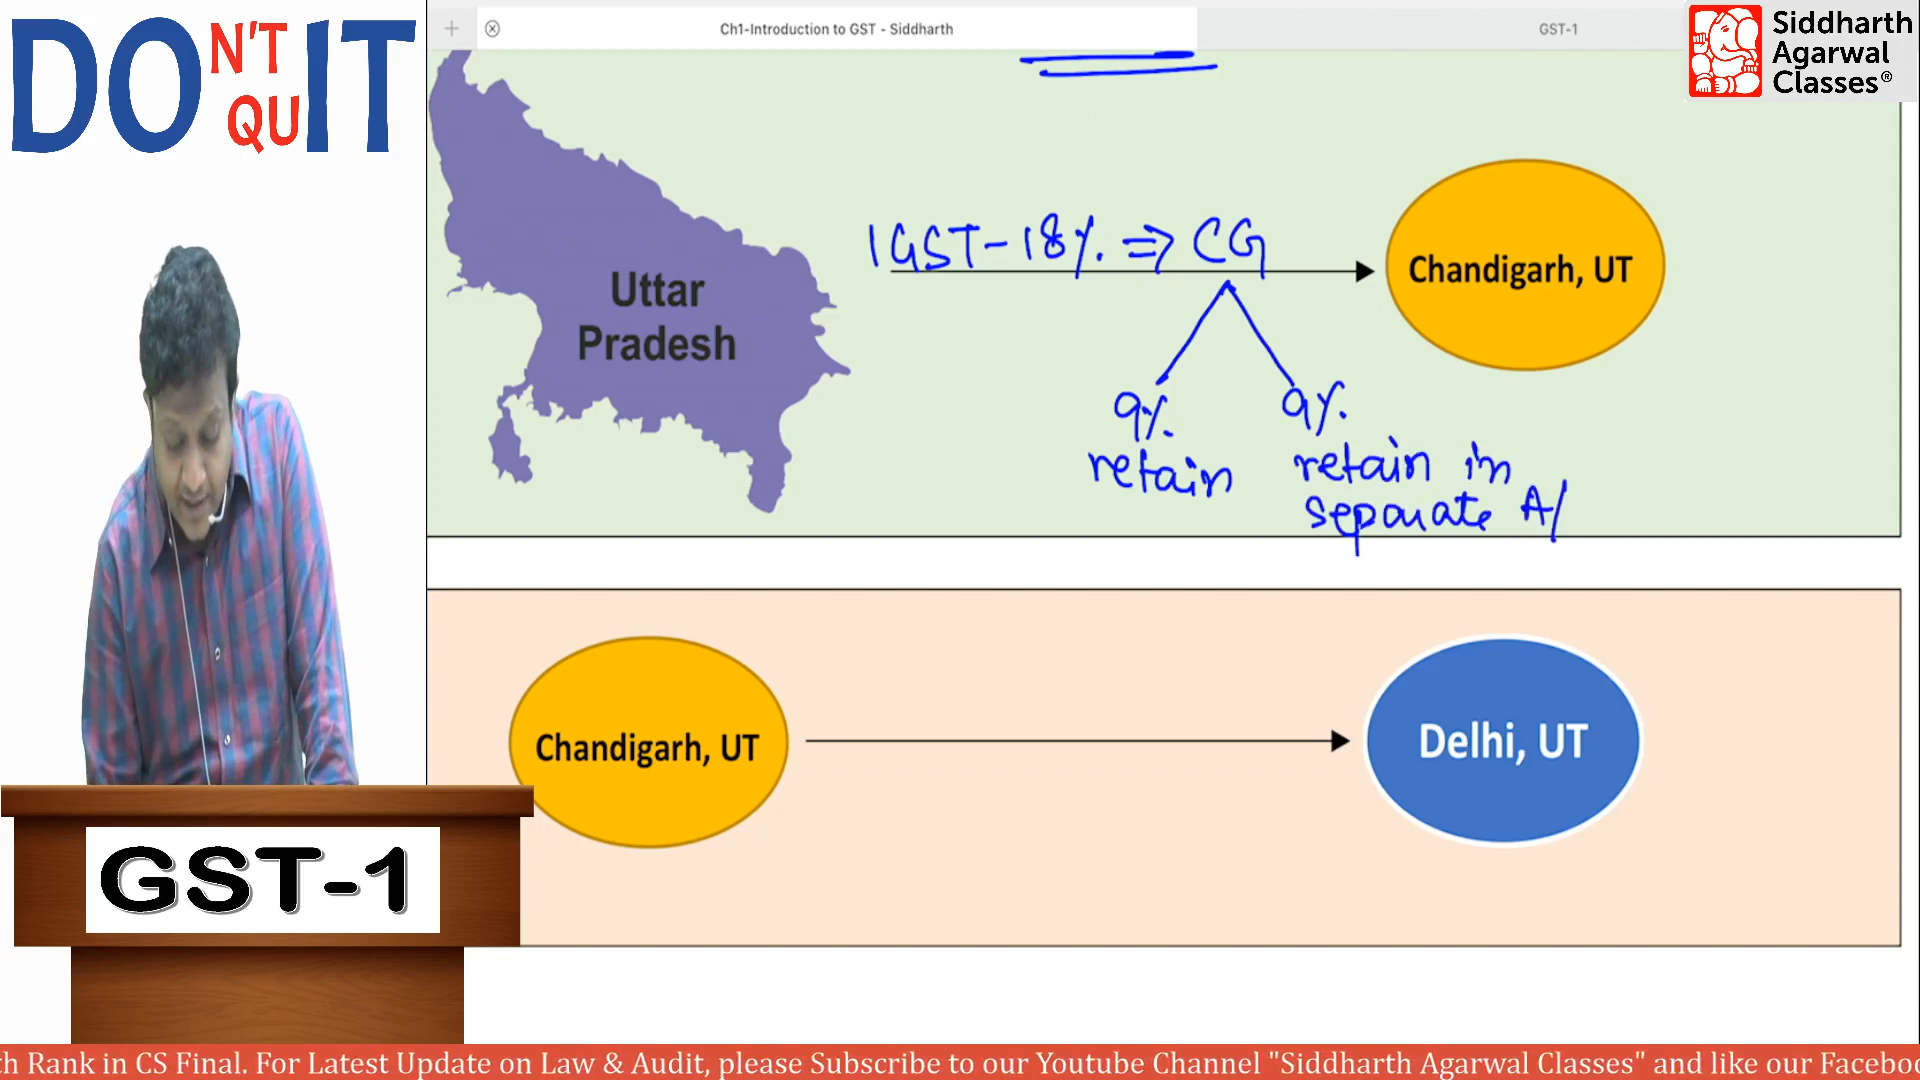 DON'T QUIT
Ch1-Introduction to GST - Siddharth
GST-1
Siddharth
Agarwal
Classes®
Uttar
Pradesh
IGST-18%. => CG
Chandigarh, UT
9%.
retain
9%.
retain in
separate A/
Chandigarh, UT
Delhi, UT
GST-1
h Rank in CS Final. For Latest Update on Law & Audit, please Subscribe to our Youtube Channel "Siddharth Agarwal Classes" and like our Facebo